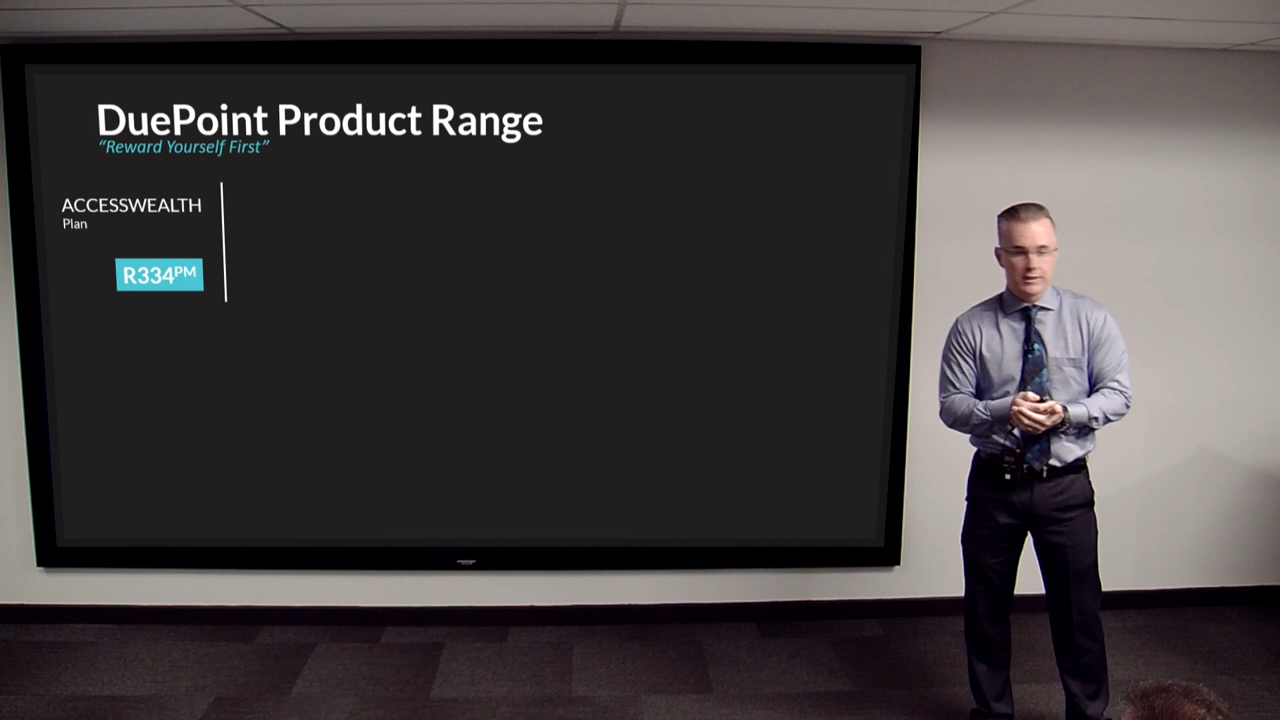 DuePoint Product Range
“Reward Yourself First”
ACCESSWEALTH
Plan
R334PM